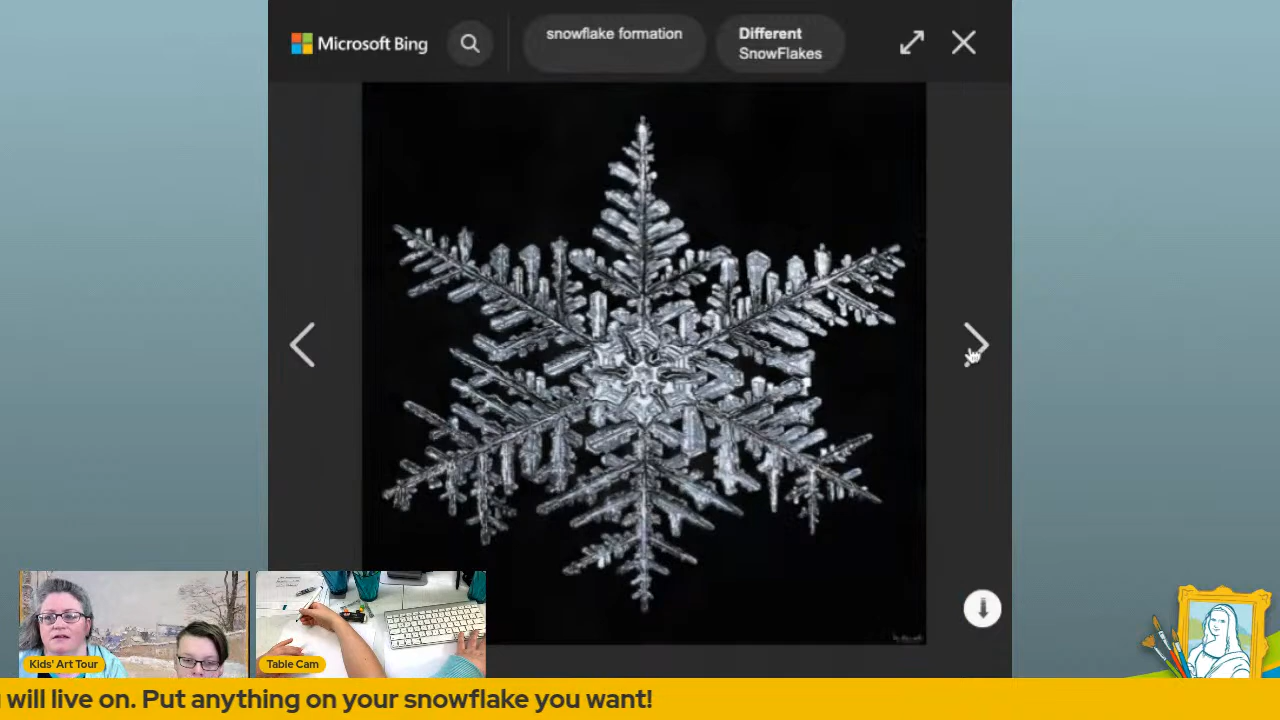 Microsoft Bing
snowflake formation
Different
SnowFlakes
Kids' Art Tour
Table Cam
will live on. Put anything on your snowflake you want!